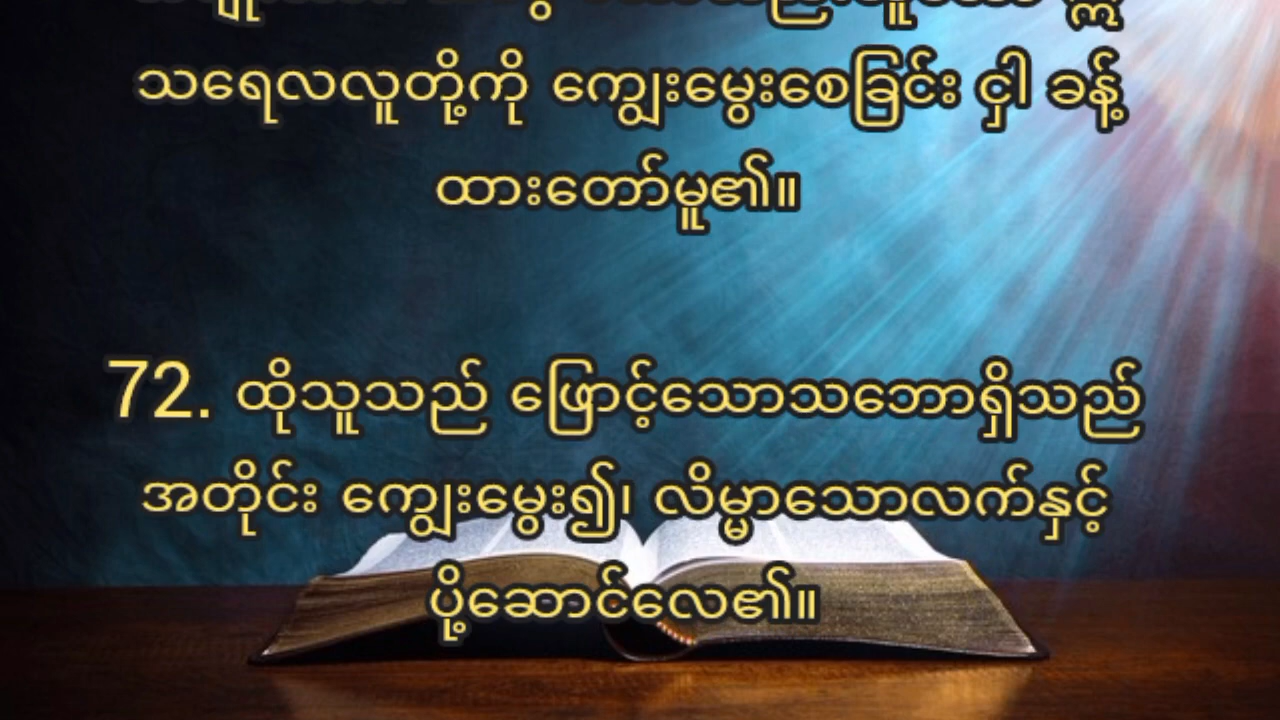 ဣ
သရေလလူတို့ကို ကျွေးမွေးစေခြင်း ငှါ ခန့်
ထားတော်မူ၏။
72. ထိုသူသည် ဖြောင့်သောသဘောရှိသည်
အတိုင်း ကျွေးမွေး၍၊ လိမ္မာသောလက်နှင့်
ပို့ဆောင်လေ၏။